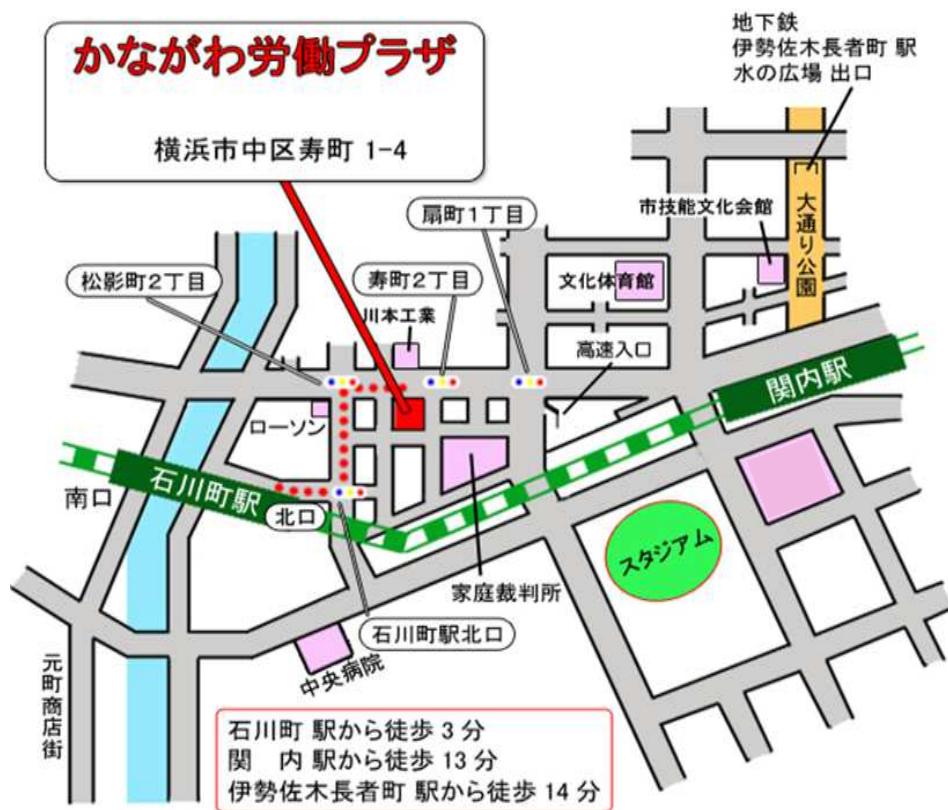 かながわ労働プラザ
横浜市中区寿町 1-4
地下鉄
伊勢佐木長者町 駅
水の広場 出口
扇町1丁目
市技能文化会館
大通り公園
松影町2丁目
寿町2丁目
文化体育館
川本工業
高速入口
関内駅
ローソン
石川町駅
南口
北口
スタジアム
家庭裁判所
石川町駅北口
中央病院
元町商店街
石川町 駅から徒歩 3 分
関　内 駅から徒歩 13 分
伊勢佐木長者町 駅から徒歩 14 分